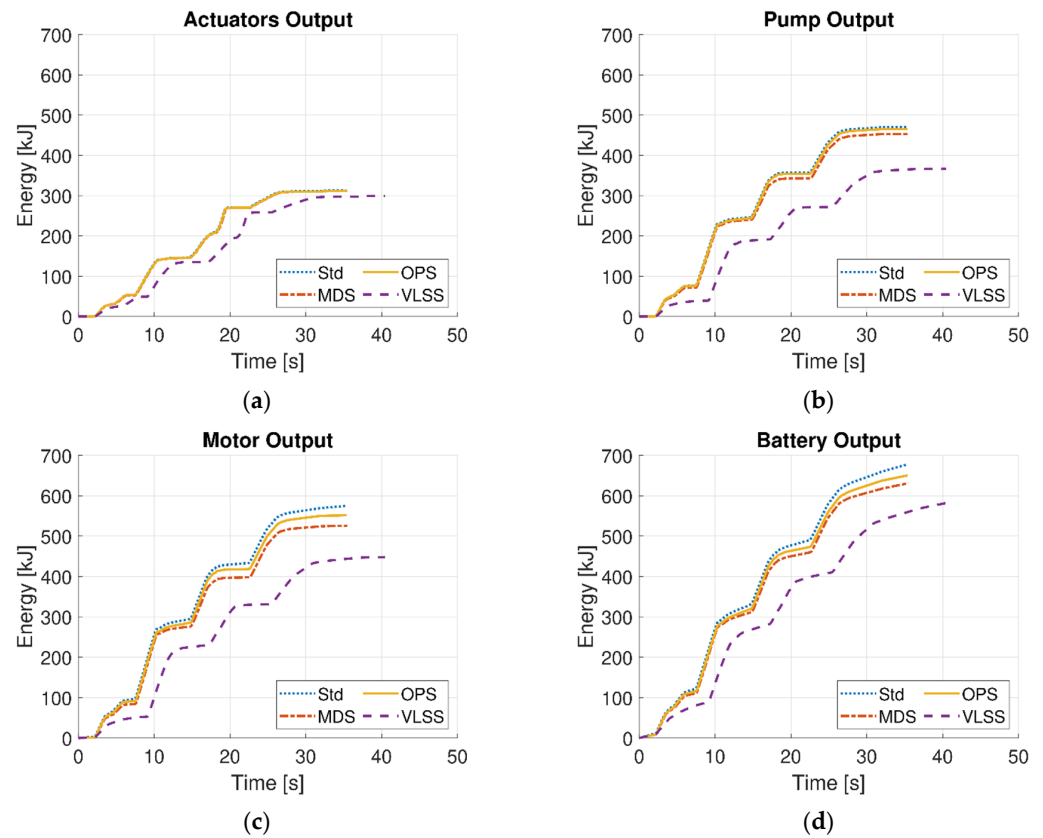 Actuators Output
700
600
500
400
300
200
100
0
Energy [kJ]
Std
OPS
MDS
VLSS
0 10 20 30 40 50
Time [s]
(a)
Pump Output
700
600
500
400
300
200
100
0
Energy [kJ]
Std
OPS
MDS
VLSS
0 10 20 30 40 50
Time [s]
(b)
Motor Output
700
600
500
400
300
200
100
0
Energy [kJ]
Std
OPS
MDS
VLSS
0 10 20 30 40 50
Time [s]
(c)
Battery Output
700
600
500
400
300
200
100
0
Energy [kJ]
Std
OPS
MDS
VLSS
0 10 20 30 40 50
Time [s]
(d)